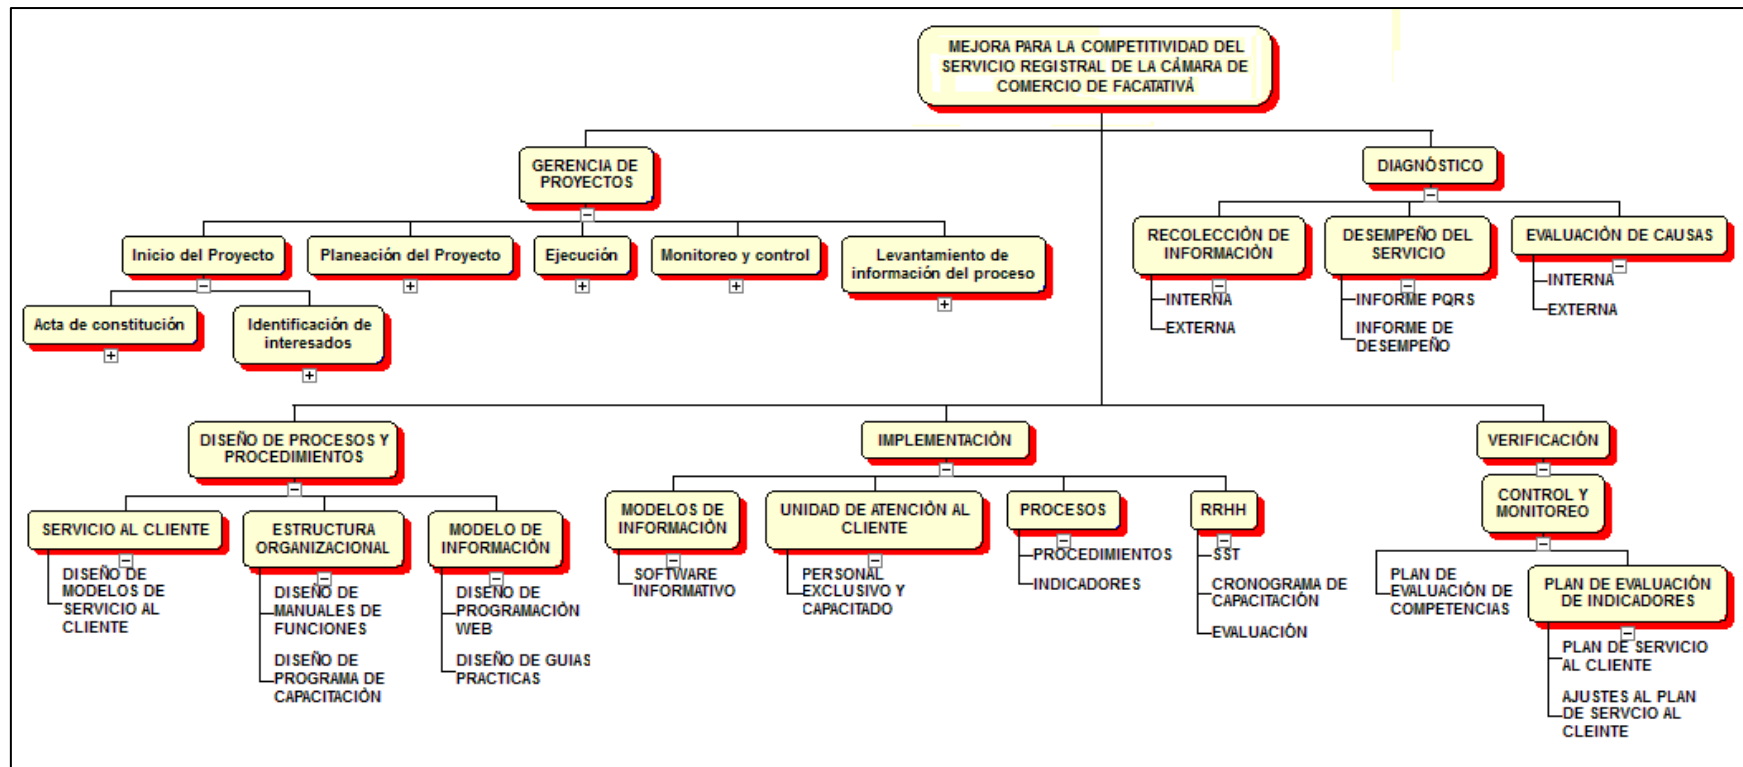 MEJORA PARA LA COMPETITIVIDAD DEL
SERVICIO REGISTRAL DE LA CÁMARA DE
COMERCIO DE FACATATIVÁ
GERENCIA DE
PROYECTOS
DIAGNÓSTICO
Inicio del Proyecto
Planeación del Proyecto
Ejecución
Monitoreo y control
Levantamiento de
información del proceso
RECOLECCIÓN DE
INFORMACIÓN
DESEMPEÑO DEL
SERVICIO
EVALUACIÓN DE CAUSAS
Acta de constitución
Identificación de
interesados
INTERNA
EXTERNA
INFORME PQRS
INFORME DE
DESEMPEÑO
INTERNA
EXTERNA
DISEÑO DE PROCESOS Y
PROCEDIMIENTOS
IMPLEMENTACIÓN
VERIFICACIÓN
SERVICIO AL CLIENTE
DISEÑO DE
MODELOS DE
SERVICIO AL
CLIENTE
ESTRUCTURA
ORGANIZACIONAL
DISEÑO DE
MANUALES DE
FUNCIONES
DISEÑO DE
PROGRAMA DE
CAPACITACIÓN
MODELO DE
INFORMACIÓN
DISEÑO DE
PROGRAMACIÓN
WEB
DISEÑO DE GUIAS
PRACTICAS
MODELOS DE
INFORMACIÓN
SOFTWARE
INFORMATIVO
UNIDAD DE ATENCIÓN AL
CLIENTE
PERSONAL
EXCLUSIVO Y
CAPACITADO
PROCESOS
PROCEDIMIENTOS
INDICADORES
RRHH
SST
CRONOGRAMA DE
CAPACITACIÓN
EVALUACIÓN
CONTROL Y
MONITOREO
PLAN DE
EVALUACIÓN DE
COMPETENCIAS
PLAN DE EVALUACIÓN
DE INDICADORES
PLAN DE SERVICIO
AL CLIENTE
AJUSTES AL PLAN
DE SERVCIO AL
CLEINTE